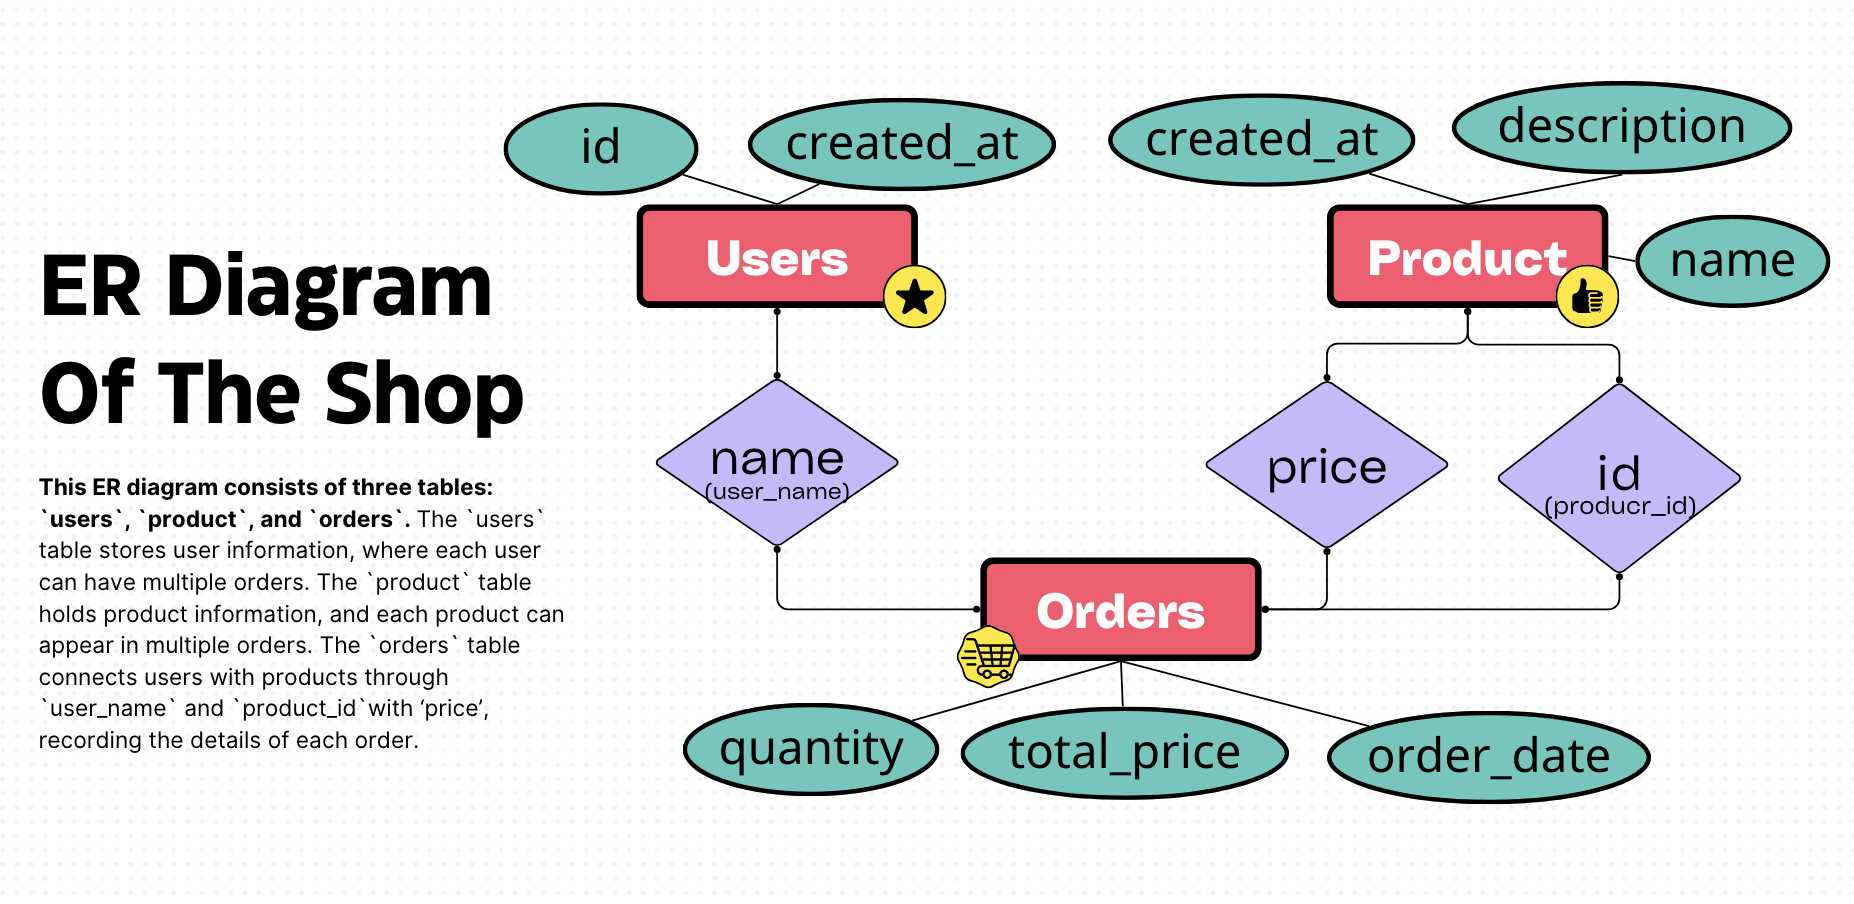 ER Diagram
Of The Shop
This ER diagram consists of three tables:
`users`, `product`, and `orders`. The `users`
table stores user information, where each user
can have multiple orders. The `product` table
holds product information, and each product can
appear in multiple orders. The `orders` table
connects users with products through
`user_name` and `product_id`with ‘price’,
recording the details of each order.
id
created_at
created_at
description
Users
Product
name
name
(user_name)
price
id
(producr_id)
Orders
quantity
total_price
order_date